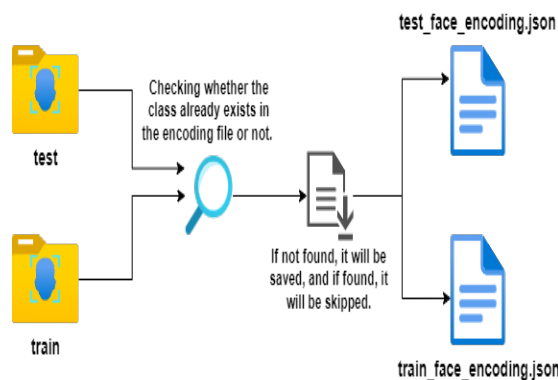 test_face_encoding.json
Checking whether the
class already exists in
the encoding file or not.
test
If not found, it will be
saved, and if found, it
will be skipped.
train
train_face_encoding.json